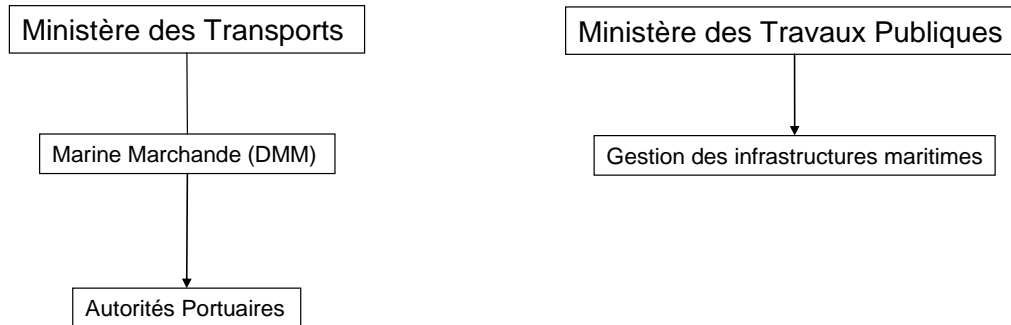 Ministère des Transports
Ministère des Travaux Publiques
Marine Marchande (DMM)
Gestion des infrastructures maritimes
Autorités Portuaires